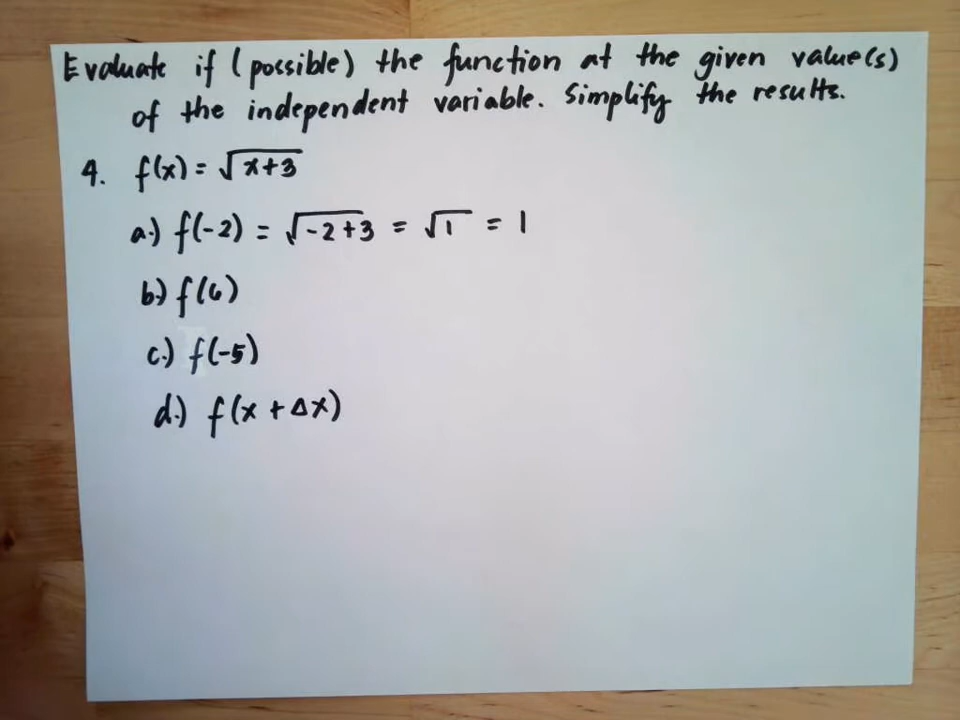 Evaluate if (possible) the function at the given value(s)
of the independent variable. Simplify the results.
4. f(x) = √x+3
a.) f(-2) = √-2+3 = √1 = 1
b.) f(6)
c.) f(-5)
d.) f(x + Δx)